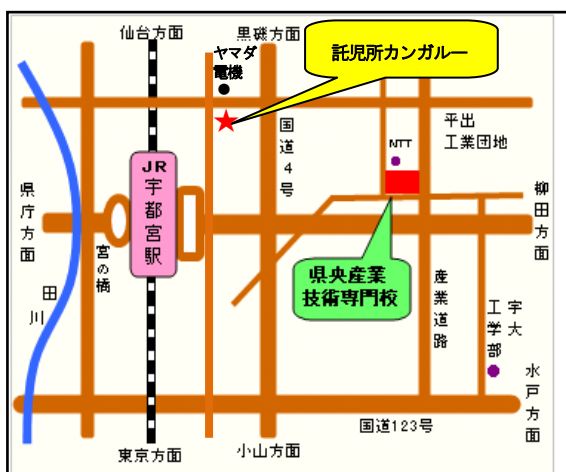 仙台方面
黒磯方面
託児所カンガルー
ヤマダ
電機
国道4号
NTT
平出
工業団地
JR
宇都宮駅
県庁方面
宮の橋
田川
柳田方面
県央産業
技術専門校
産業道路
宇大
工学部
水戸方面
国道123号
東京方面
小山方面